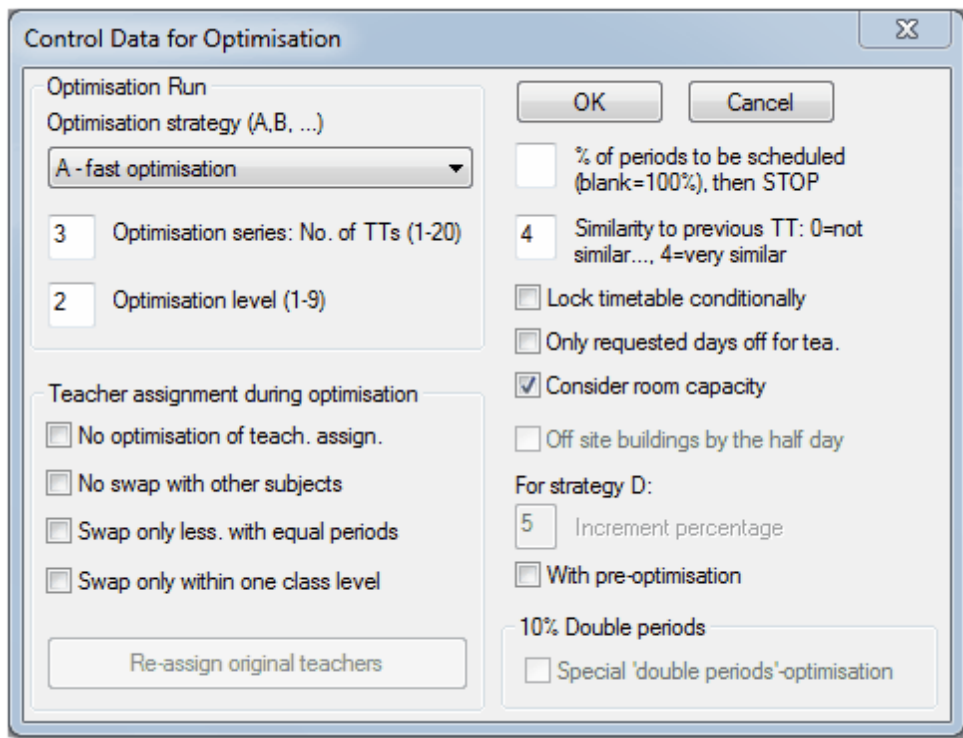 Control Data for Optimisation
Optimisation Run
Optimisation strategy (A,B, ...)
A - fast optimisation
3 Optimisation series: No. of TTs (1-20)
2 Optimisation level (1-9)
Teacher assignment during optimisation
No optimisation of teach. assign.
No swap with other subjects
Swap only less. with equal periods
Swap only within one class level
Re-assign original teachers
OK Cancel
% of periods to be scheduled
(blank=100%), then STOP
4 Similarity to previous TT: 0=not
similar..., 4=very similar
Lock timetable conditionally
Only requested days off for tea.
Consider room capacity
Off site buildings by the half day
For strategy D:
5 Increment percentage
With pre-optimisation
10% Double periods
Special 'double periods'-optimisation